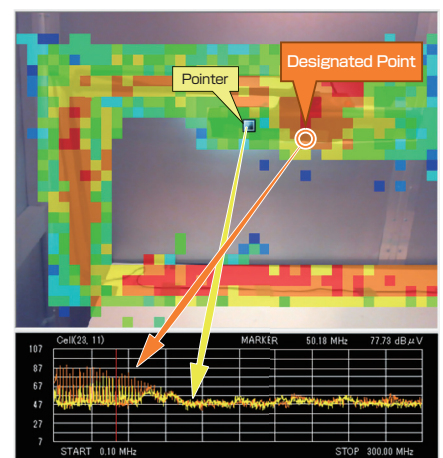 Designated Point
Pointer
Cell(23, 11) MARKER 50.18 MHz 77.73 dBμV
107
87
67
47
27
7
START 0.10 MHz STOP 300.00 MHz